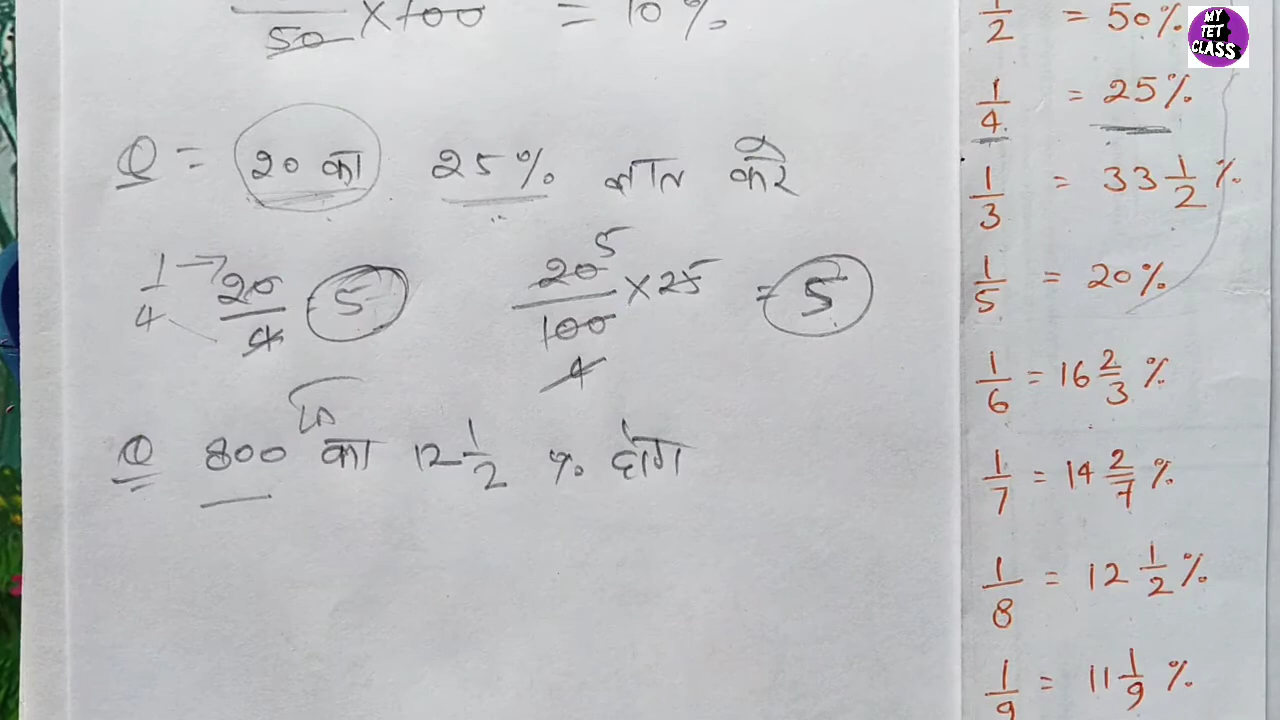 50 × 100 = 10%
Q = 20 का 25% ज्ञात करे
1/4 → 20/4 = 5
20/100 × 25 = 5
5
4
Q 800 का 12 1/2 % होगा
1/2 = 50%
1/4 = 25%
1/3 = 33 1/2 %
1/5 = 20%
1/6 = 16 2/3 %
1/7 = 14 2/7 %
1/8 = 12 1/2 %
1/9 = 11 1/9 %
MY
TET
CLASS